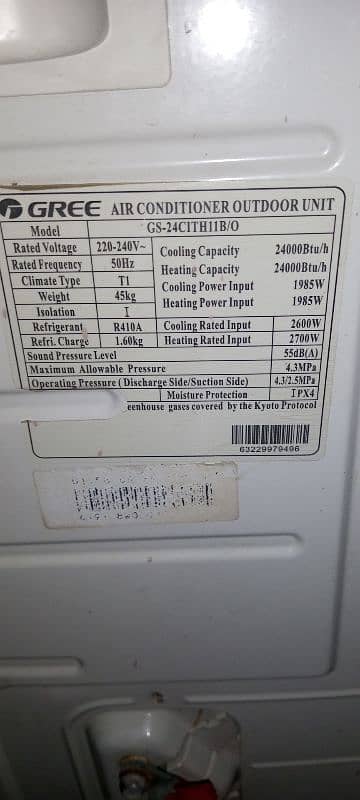 GREE AIR CONDITIONER OUTDOOR UNIT
Model GS-24CITH11B/O
Rated Voltage 220-240V~ Cooling Capacity 24000Btu/h
Rated Frequency 50Hz Heating Capacity 24000Btu/h
Climate Type T1 Cooling Power Input 1985W
Weight 45kg Heating Power Input 1985W
Isolation I
Refrigerant R410A Cooling Rated Input 2600W
Refri. Charge 1.60kg Heating Rated Input 2700W
Sound Pressure Level 55dB(A)
Maximum Allowable Pressure 4.3MPa
Operating Pressure (Discharge Side/Suction Side) 4.3/2.5MPa
Moisture Protection IPX4
eenhouse gases covered by the Kyoto Protocol
63229979496